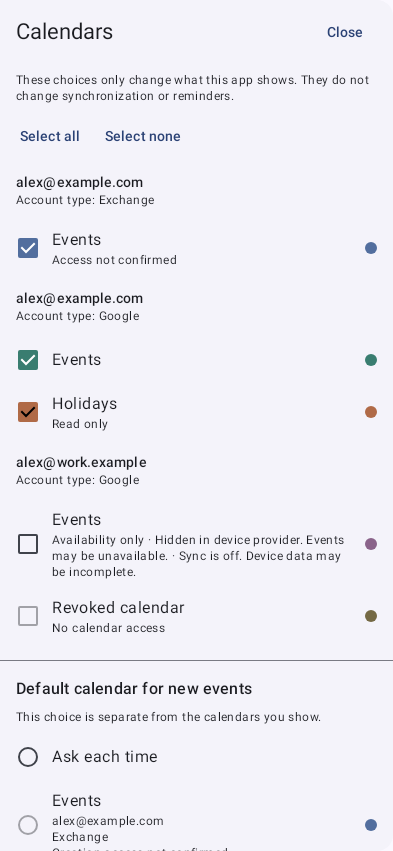 Calendars
Close
These choices only change what this app shows. They do not
change synchronization or reminders.
Select all
Select none
alex@example.com
Account type: Exchange
Events
Access not confirmed
alex@example.com
Account type: Google
Events
Holidays
Read only
alex@work.example
Account type: Google
Events
Availability only · Hidden in device provider. Events
may be unavailable. · Sync is off. Device data may
be incomplete.
Revoked calendar
No calendar access
Default calendar for new events
This choice is separate from the calendars you show.
Ask each time
Events
alex@example.com
Exchange